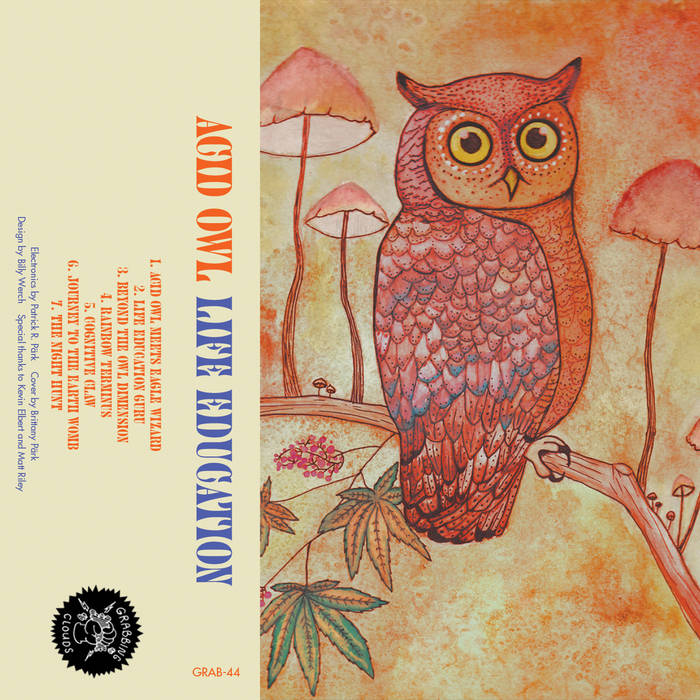 ACID OWL LIFE EDUCATION
1. ACID OWL MEETS EAGLE WIZARD
2. LIFE EDUCATION GURU
3. BEYOND THE OWL DIMENSION
4. RAINBOW TERMINUS
5. COGNITIVE CLAW
6. JOURNEY TO THE EARTH WOMB
7. THE NIGHT HUNT
Electronics by Patrick R. Park Cover by Brittany Park
Design by Billy Werch Special thanks to Kevin Elbert and Matt Riley
GRABBING
CLOUDS
GRAB-44